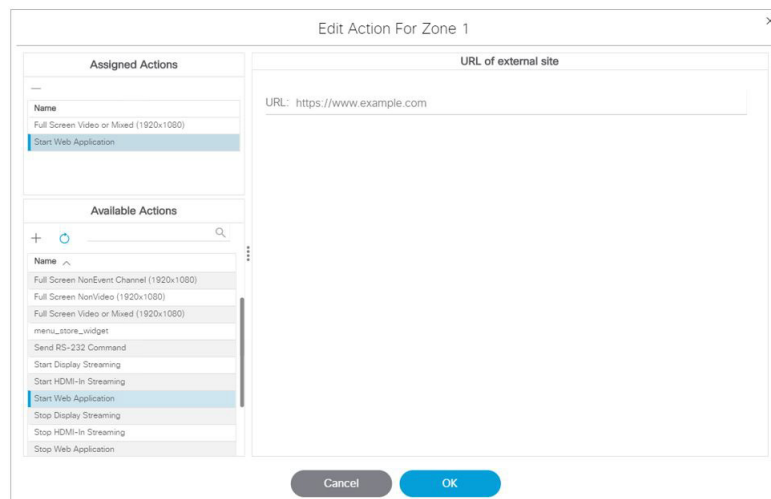 Edit Action For Zone 1
Assigned Actions
Name
Full Screen Video or Mixed (1920x1080)
Start Web Application
Available Actions
Name
Full Screen NonEvent Channel (1920x1080)
Full Screen NonVideo (1920x1080)
Full Screen Video or Mixed (1920x1080)
menu_store_widget
Send RS-232 Command
Start Display Streaming
Start HDMI-In Streaming
Start Web Application
Stop Display Streaming
Stop HDMI-In Streaming
Stop Web Application
URL of external site
URL: https://www.example.com
Cancel
OK